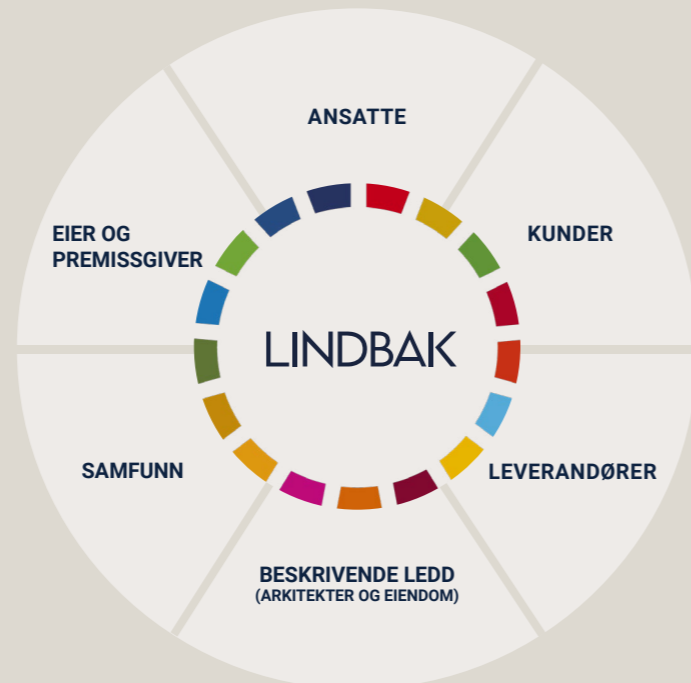 ANSATTE
EIER OG
PREMISSGIVER
KUNDER
LINDBAK
SAMFUNN
LEVERANDØRER
BESKRIVENDE LEDD
(ARKITEKTER OG EIENDOM)